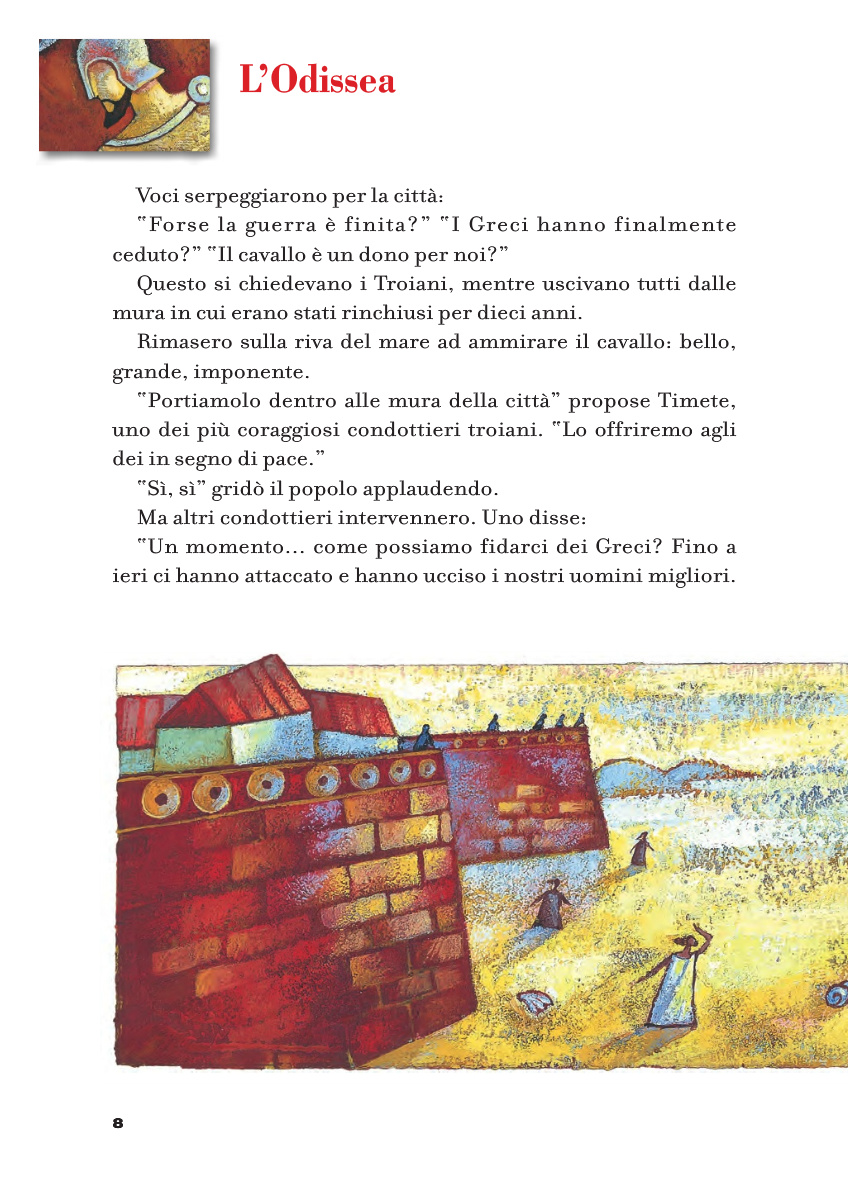 L’Odissea
Voci serpeggiarono per la città:
“Forse la guerra è finita?” “I Greci hanno finalmente
ceduto?” “Il cavallo è un dono per noi?”
Questo si chiedevano i Troiani, mentre uscivano tutti dalle
mura in cui erano stati rinchiusi per dieci anni.
Rimasero sulla riva del mare ad ammirare il cavallo: bello,
grande, imponente.
“Portiamolo dentro alle mura della città” propose Timete,
uno dei più coraggiosi condottieri troiani. “Lo offriremo agli
dei in segno di pace.”
“Sì, sì” gridò il popolo applaudendo.
Ma altri condottieri intervennero. Uno disse:
“Un momento... come possiamo fidarci dei Greci? Fino a
ieri ci hanno attaccato e hanno ucciso i nostri uomini migliori.
8